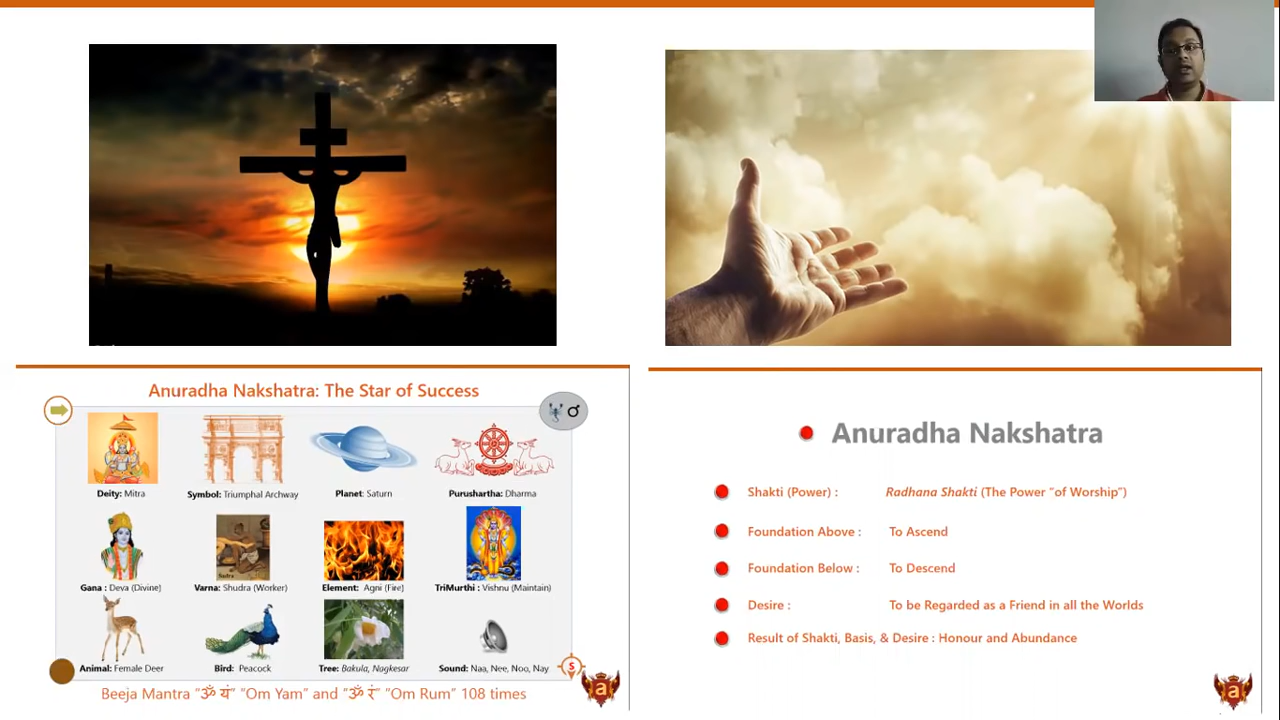 Anuradha Nakshatra: The Star of Success
Deity: Mitra
Symbol: Triumphal Archway
Planet: Saturn
Purushartha: Dharma
Sudra
Gana : Deva (Divine)
Varna: Shudra (Worker)
Element: Agni (Fire)
TriMurthi : Vishnu (Maintain)
Animal: Female Deer
Bird: Peacock
Tree: Bakula, Nagkesar
Sound: Naa, Nee, Noo, Nay
S
a
Beeja Mantra “ॐ यं” “Om Yam” and “ॐ रं” “Om Rum” 108 times
Anuradha Nakshatra
Shakti (Power) : Radhana Shakti (The Power “of Worship”)
Foundation Above : To Ascend
Foundation Below : To Descend
Desire : To be Regarded as a Friend in all the Worlds
Result of Shakti, Basis, & Desire : Honour and Abundance
a